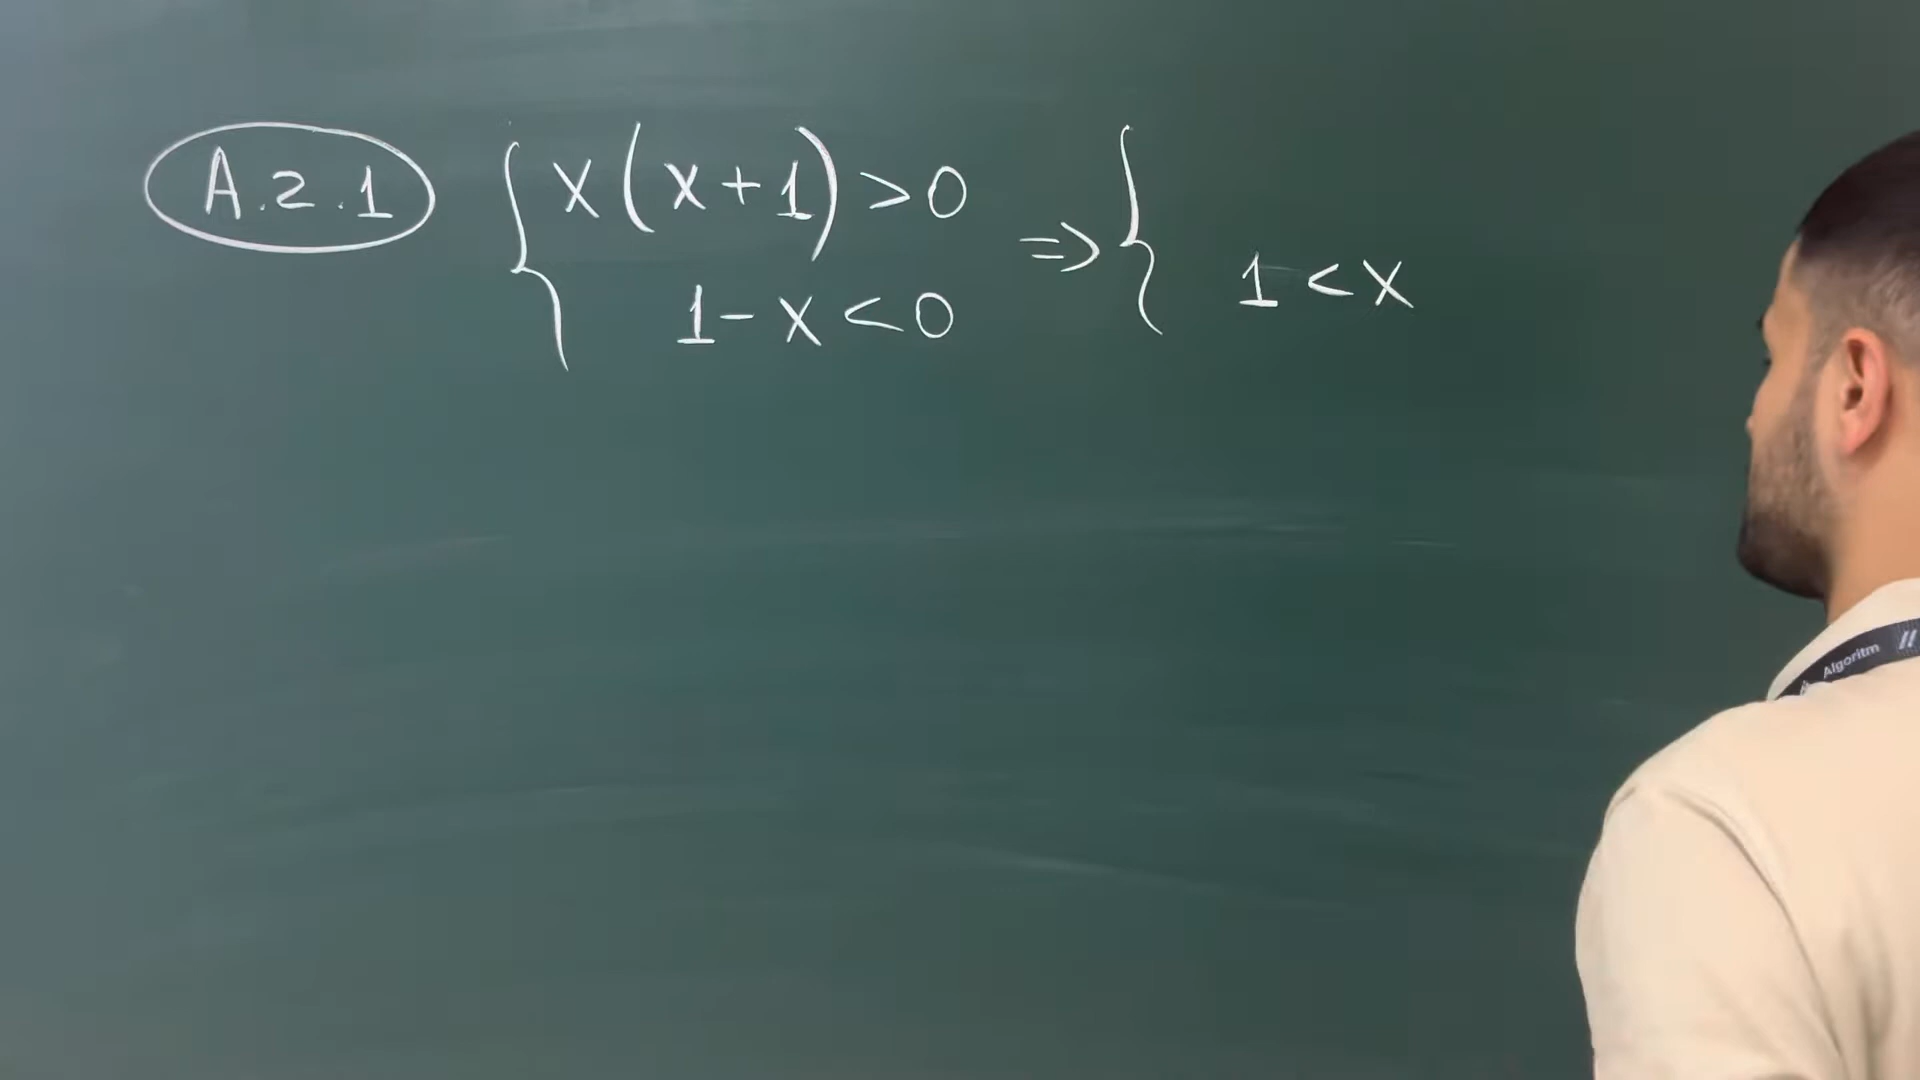 A.2.1
x(x+1)>0
1-x<0
=>
1<x
Algoritm //